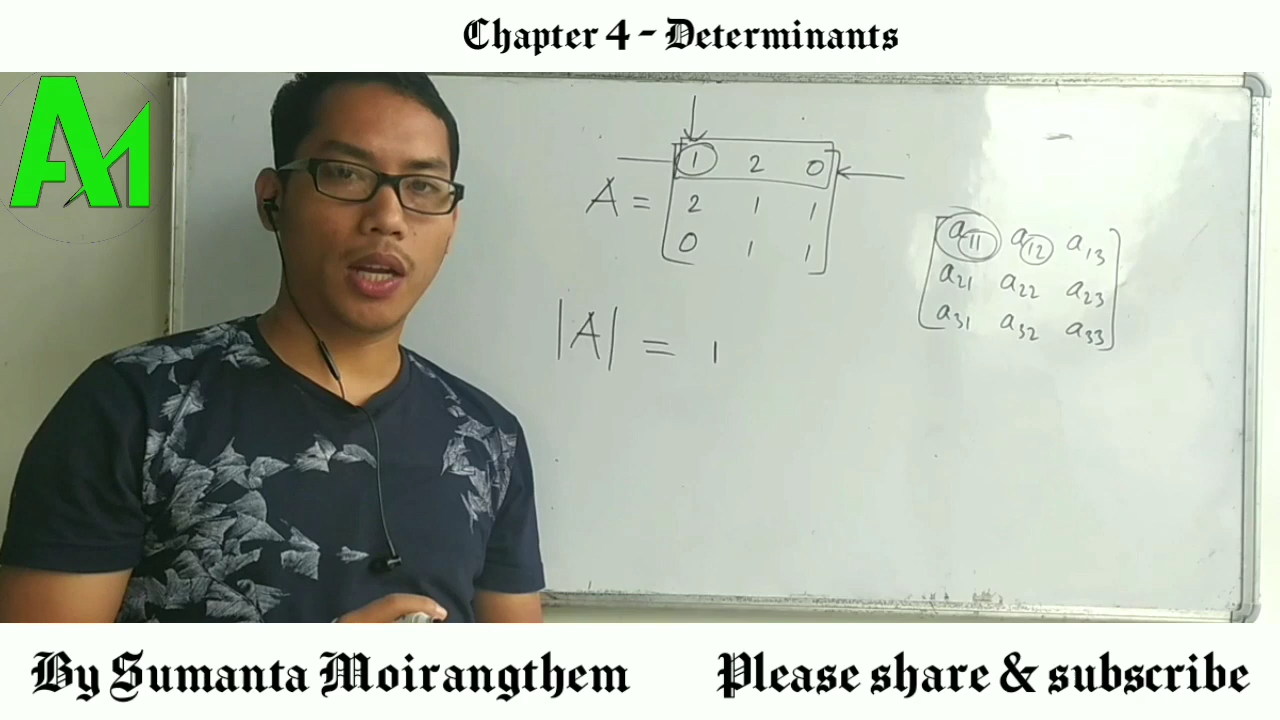 Chapter 4 - Determinants
AM
A = [1 2 0
2 1 1
0 1 1]
[a11 a12 a13
a21 a22 a23
a31 a32 a33]
|A| = 1
By Sumanta Moirangthem
Please share & subscribe